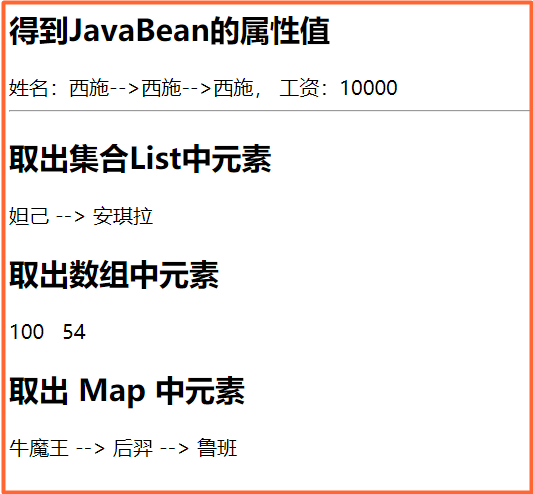 得到JavaBean的属性值
姓名：西施-->西施-->西施， 工资：10000
取出集合List中元素
妲己 --> 安琪拉
取出数组中元素
100 54
取出 Map 中元素
牛魔王 --> 后羿 --> 鲁班